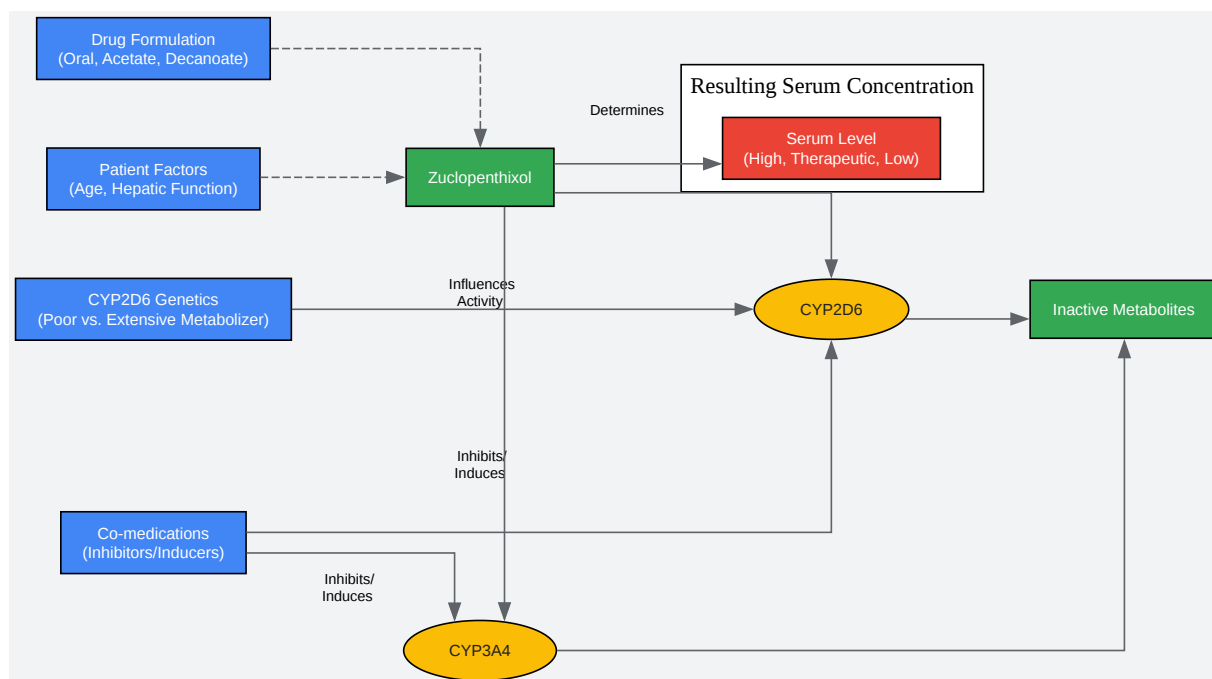 Drug Formulation
(Oral, Acetate, Decanoate)
Resulting Serum Concentration
Determines
Serum Level
(High, Therapeutic, Low)
Patient Factors
(Age, Hepatic Function)
Zuclopenthixol
CYP2D6 Genetics
(Poor vs. Extensive Metabolizer)
Influences
Activity
CYP2D6
Inactive Metabolites
Inhibits/
Induces
Co-medications
(Inhibitors/Inducers)
Inhibits/
Induces
CYP3A4